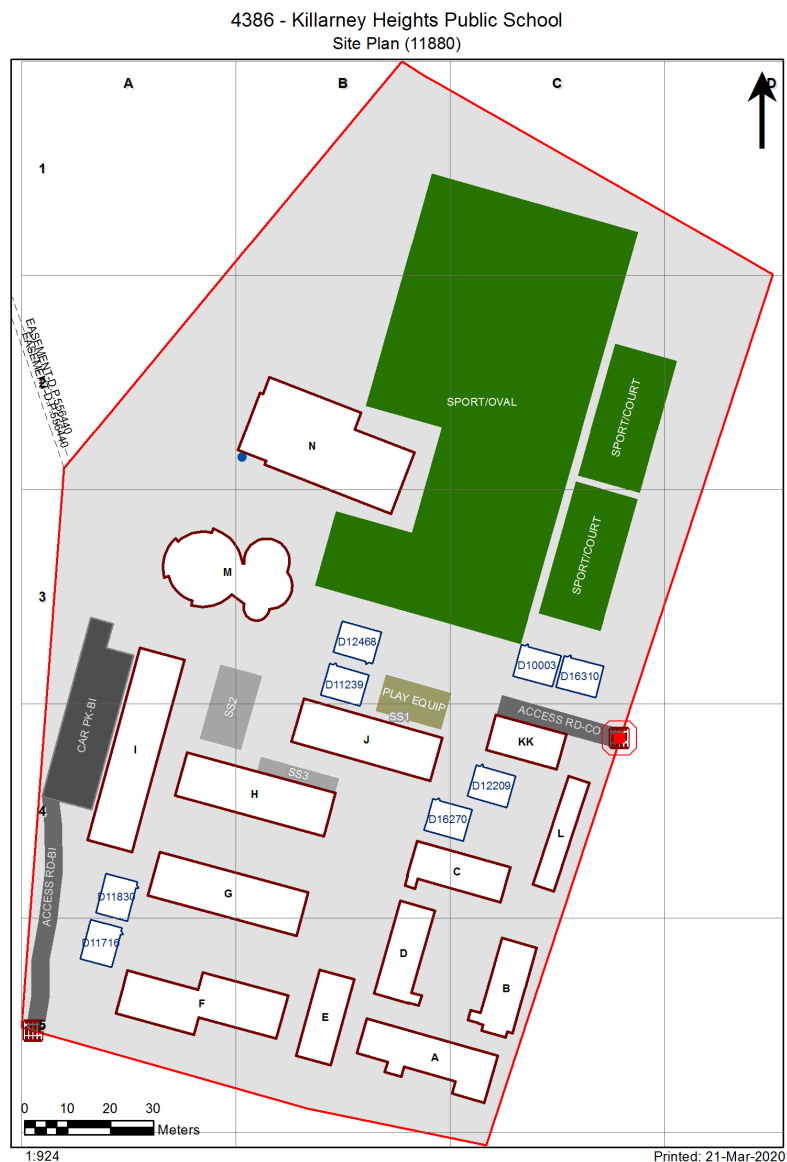 4386 - Killarney Heights Public School
Site Plan (11880)
A
B
C
D
1
EASEMENT-D.P.556440
EASEMENT-D.P.556440
2
SPORT/OVAL
SPORT/COURT
N
SPORT/COURT
M
3
D12468
D10003
D16310
D11239
PLAY EQUIP
SS2
SS1
ACCESS RD-CO
CAR PK-BI
I
J
KK
SS3
H
D12209
4
D16270
L
C
ACCESS RD-BI
G
D11830
D11716
D
B
F
E
5
A
0 10 20 30
Meters
1:924
Printed: 21-Mar-2020